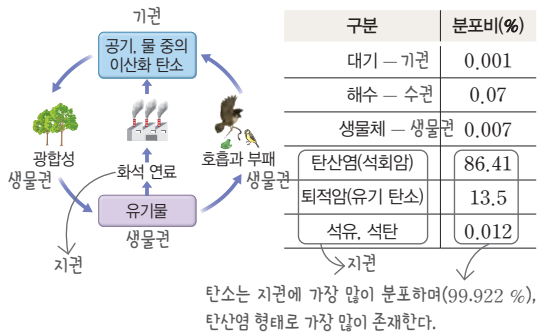 기권
공기, 물 중의
이산화 탄소
광합성
생물권
화석 연료
호흡과 부패
생물권
유기물
생물권
지권
구분 분포비(%)
대기 – 기권 0.001
해수 – 수권 0.07
생물체 – 생물권 0.007
탄산염(석회암) 86.41
퇴적암(유기 탄소) 13.5
석유, 석탄 0.012
지권
탄소는 지권에 가장 많이 분포하며(99.922 %),
탄산염 형태로 가장 많이 존재한다.